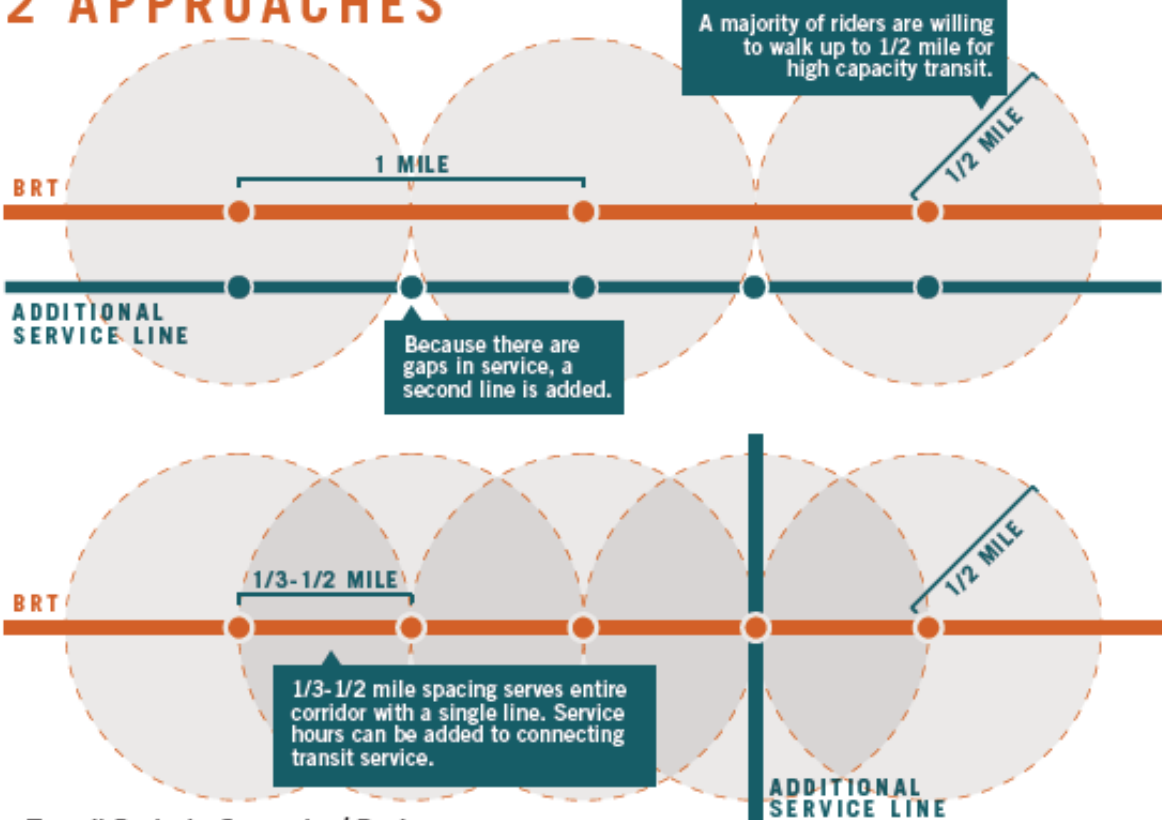 2 APPROACHES
A majority of riders are willing
to walk up to 1/2 mile for
high capacity transit.
1/2 MILE
1 MILE
BRT
ADDITIONAL
SERVICE LINE
Because there are
gaps in service, a
second line is added.
1/2 MILE
1/3-1/2 MILE
BRT
1/3-1/2 mile spacing serves entire
corridor with a single line. Service
hours can be added to connecting
transit service.
ADDITIONAL
SERVICE LINE